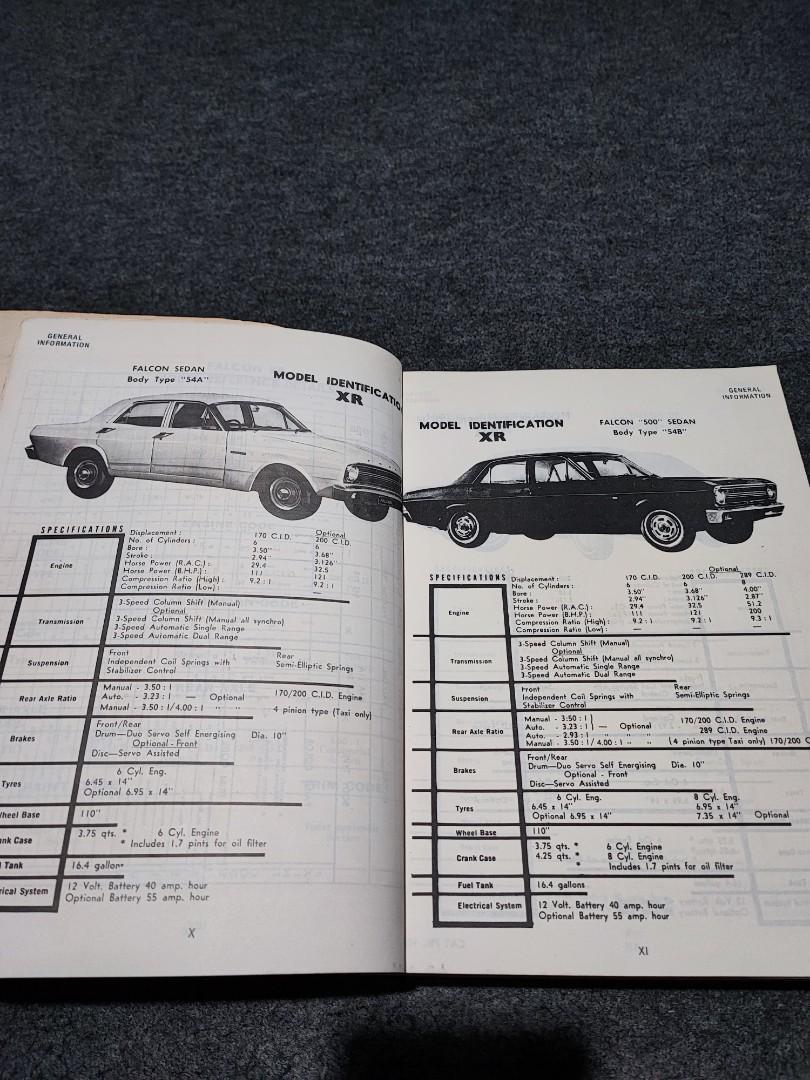 GENERAL
INFORMATION
FALCON SEDAN
Body Type "54A"
MODEL IDENTIFICATIO
XR
SPECIFICATIONS
Optional
Displacement : 170 C.I.D. 200 C.I.D.
No. of Cylinders : 6 6
Bore : 3.50" 3.68"
Stroke : 2.94" 3.126"
Horse Power (R.A.C.) : 29.4 32.5
Horse Power (B.H.P.) : 111 121
Compression Ratio (High) : 9.2 : 1 9.2 : 1
Compression Ratio (Low) : —
Engine
Transmission
3-Speed Column Shift (Manual)
Optional
3-Speed Column Shift (Manual all synchro)
3-Speed Automatic Single Range
3-Speed Automatic Dual Range
Suspension
Front Rear
Independent Coil Springs with Semi-Elliptic Springs
Stabilizer Control
Rear Axle Ratio
Manual - 3.50 : 1
Auto. - 3.23 : 1 — Optional 170/200 C.I.D. Engine
Manual - 3.50 : 1/4.00 : 1 " " 4 pinion type (Taxi only)
Brakes
Front/Rear
Drum—Duo Servo Self Energising Dia. 10"
Optional - Front
Disc—Servo Assisted
Tyres
6 Cyl. Eng.
6.45 x 14"
Optional 6.95 x 14"
heel Base 110"
nk Case 3.75 qts. * 6 Cyl. Engine
* Includes 1.7 pints for oil filter
l Tank 16.4 gallons
rical System 12 Volt. Battery 40 amp. hour
Optional Battery 55 amp. hour
X
GENERAL
INFORMATION
MODEL IDENTIFICATION
XR
FALCON "500" SEDAN
Body Type "54B"
SPECIFICATIONS
Optional
Displacement : 170 C.I.D. 200 C.I.D. 289 C.I.D.
No. of Cylinders : 6 6 8
Bore : 3.50" 3.68" 4.00"
Stroke : 2.94" 3.126" 2.87"
Horse Power (R.A.C.) : 29.4 32.5 51.2
Horse Power (B.H.P.) : 111 121 200
Compression Ratio (High) : 9.2 : 1 9.2 : 1 9.3 : 1
Compression Ratio (Low) : — — —
Engine
Transmission
3-Speed Column Shift (Manual)
Optional
3-Speed Column Shift (Manual all synchro)
3-Speed Automatic Single Range
3-Speed Automatic Dual Range
Suspension
Front Rear
Independent Coil Springs with Semi-Elliptic Springs
Stabilizer Control
Rear Axle Ratio
Manual - 3.50 : 1
Auto. - 3.23 : 1 — Optional 170/200 C.I.D. Engine
Auto. - 2.93 : 1 " " 289 C.I.D. Engine
Manual - 3.50 : 1/4.00 : 1 " " (4 pinion type Taxi only) 170/200 C
Brakes
Front/Rear
Drum—Duo Servo Self Energising Dia. 10"
Optional - Front
Disc—Servo Assisted
Tyres
6 Cyl. Eng. 8 Cyl. Eng.
6.45 x 14" 6.95 x 14"
Optional 6.95 x 14" 7.35 x 14" Optional
Wheel Base 110"
Crank Case
3.75 qts. * 6 Cyl. Engine
4.25 qts. * 8 Cyl. Engine
* Includes 1.7 pints for oil filter
Fuel Tank 16.4 gallons
Electrical System 12 Volt. Battery 40 amp. hour
Optional Battery 55 amp. hour
XI